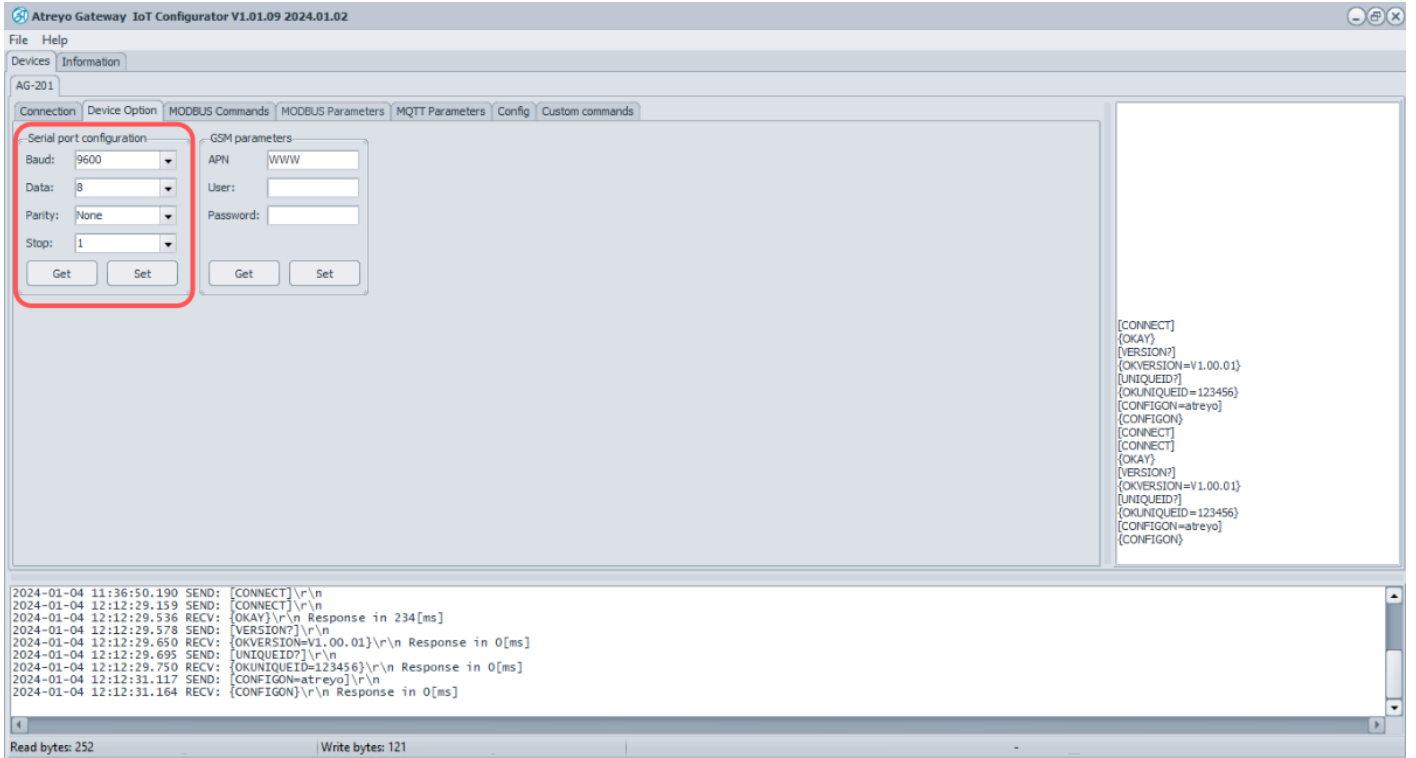 Atreyo Gateway IoT Configurator V1.01.09 2024.01.02
File Help
Devices Information
AG-201
Connection Device Option MODBUS Commands MODBUS Parameters MQTT Parameters Config Custom commands
Serial port configuration
Baud: 9600
Data: 8
Parity: None
Stop: 1
Get Set
GSM parameters
APN WWW
User:
Password:
Get Set
[CONNECT]
{OKAY}
[VERSION?]
{OKVERSION=V1.00.01}
[UNIQUEID?]
{OKUNIQUEID=123456}
[CONFIGON=atreyo]
{CONFIGON}
[CONNECT]
[CONNECT]
{OKAY}
[VERSION?]
{OKVERSION=V1.00.01}
[UNIQUEID?]
{OKUNIQUEID=123456}
[CONFIGON=atreyo]
{CONFIGON}
2024-01-04 11:36:50.190 SEND: [CONNECT]\r\n
2024-01-04 12:12:29.159 SEND: [CONNECT]\r\n
2024-01-04 12:12:29.536 RECV: {OKAY}\r\n Response in 234[ms]
2024-01-04 12:12:29.578 SEND: [VERSION?]\r\n
2024-01-04 12:12:29.650 RECV: {OKVERSION=V1.00.01}\r\n Response in 0[ms]
2024-01-04 12:12:29.695 SEND: [UNIQUEID?]\r\n
2024-01-04 12:12:29.750 RECV: {OKUNIQUEID=123456}\r\n Response in 0[ms]
2024-01-04 12:12:31.117 SEND: [CONFIGON=atreyo]\r\n
2024-01-04 12:12:31.164 RECV: {CONFIGON}\r\n Response in 0[ms]
Read bytes: 252 Write bytes: 121 -